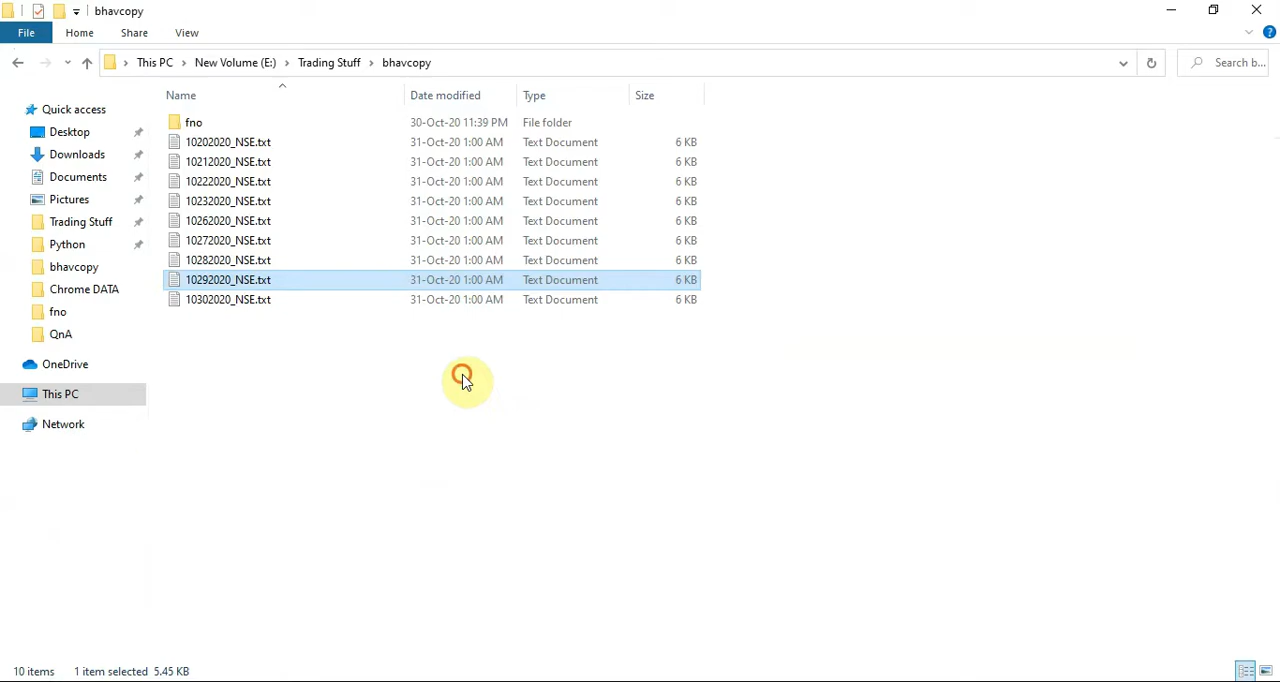 bhavcopy
File Home Share View
This PC New Volume (E:) Trading Stuff bhavcopy Search b...
Name Date modified Type Size
Quick access
Desktop
Downloads
Documents
Pictures
Trading Stuff
Python
bhavcopy
Chrome DATA
fno
QnA
OneDrive
This PC
Network
fno 30-Oct-20 11:39 PM File folder
10202020_NSE.txt 31-Oct-20 1:00 AM Text Document 6 KB
10212020_NSE.txt 31-Oct-20 1:00 AM Text Document 6 KB
10222020_NSE.txt 31-Oct-20 1:00 AM Text Document 6 KB
10232020_NSE.txt 31-Oct-20 1:00 AM Text Document 6 KB
10262020_NSE.txt 31-Oct-20 1:00 AM Text Document 6 KB
10272020_NSE.txt 31-Oct-20 1:00 AM Text Document 6 KB
10282020_NSE.txt 31-Oct-20 1:00 AM Text Document 6 KB
10292020_NSE.txt 31-Oct-20 1:00 AM Text Document 6 KB
10302020_NSE.txt 31-Oct-20 1:00 AM Text Document 6 KB
10 items 1 item selected 5.45 KB